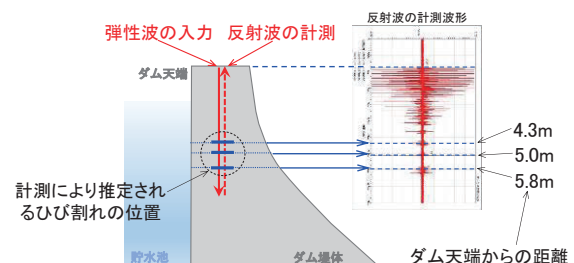 反射波の計測波形
弾性波の入力 反射波の計測
ダム天端
4.3m
5.0m
5.8m
計測により推定され
るひび割れの位置
貯水池
ダム堤体
ダム天端からの距離